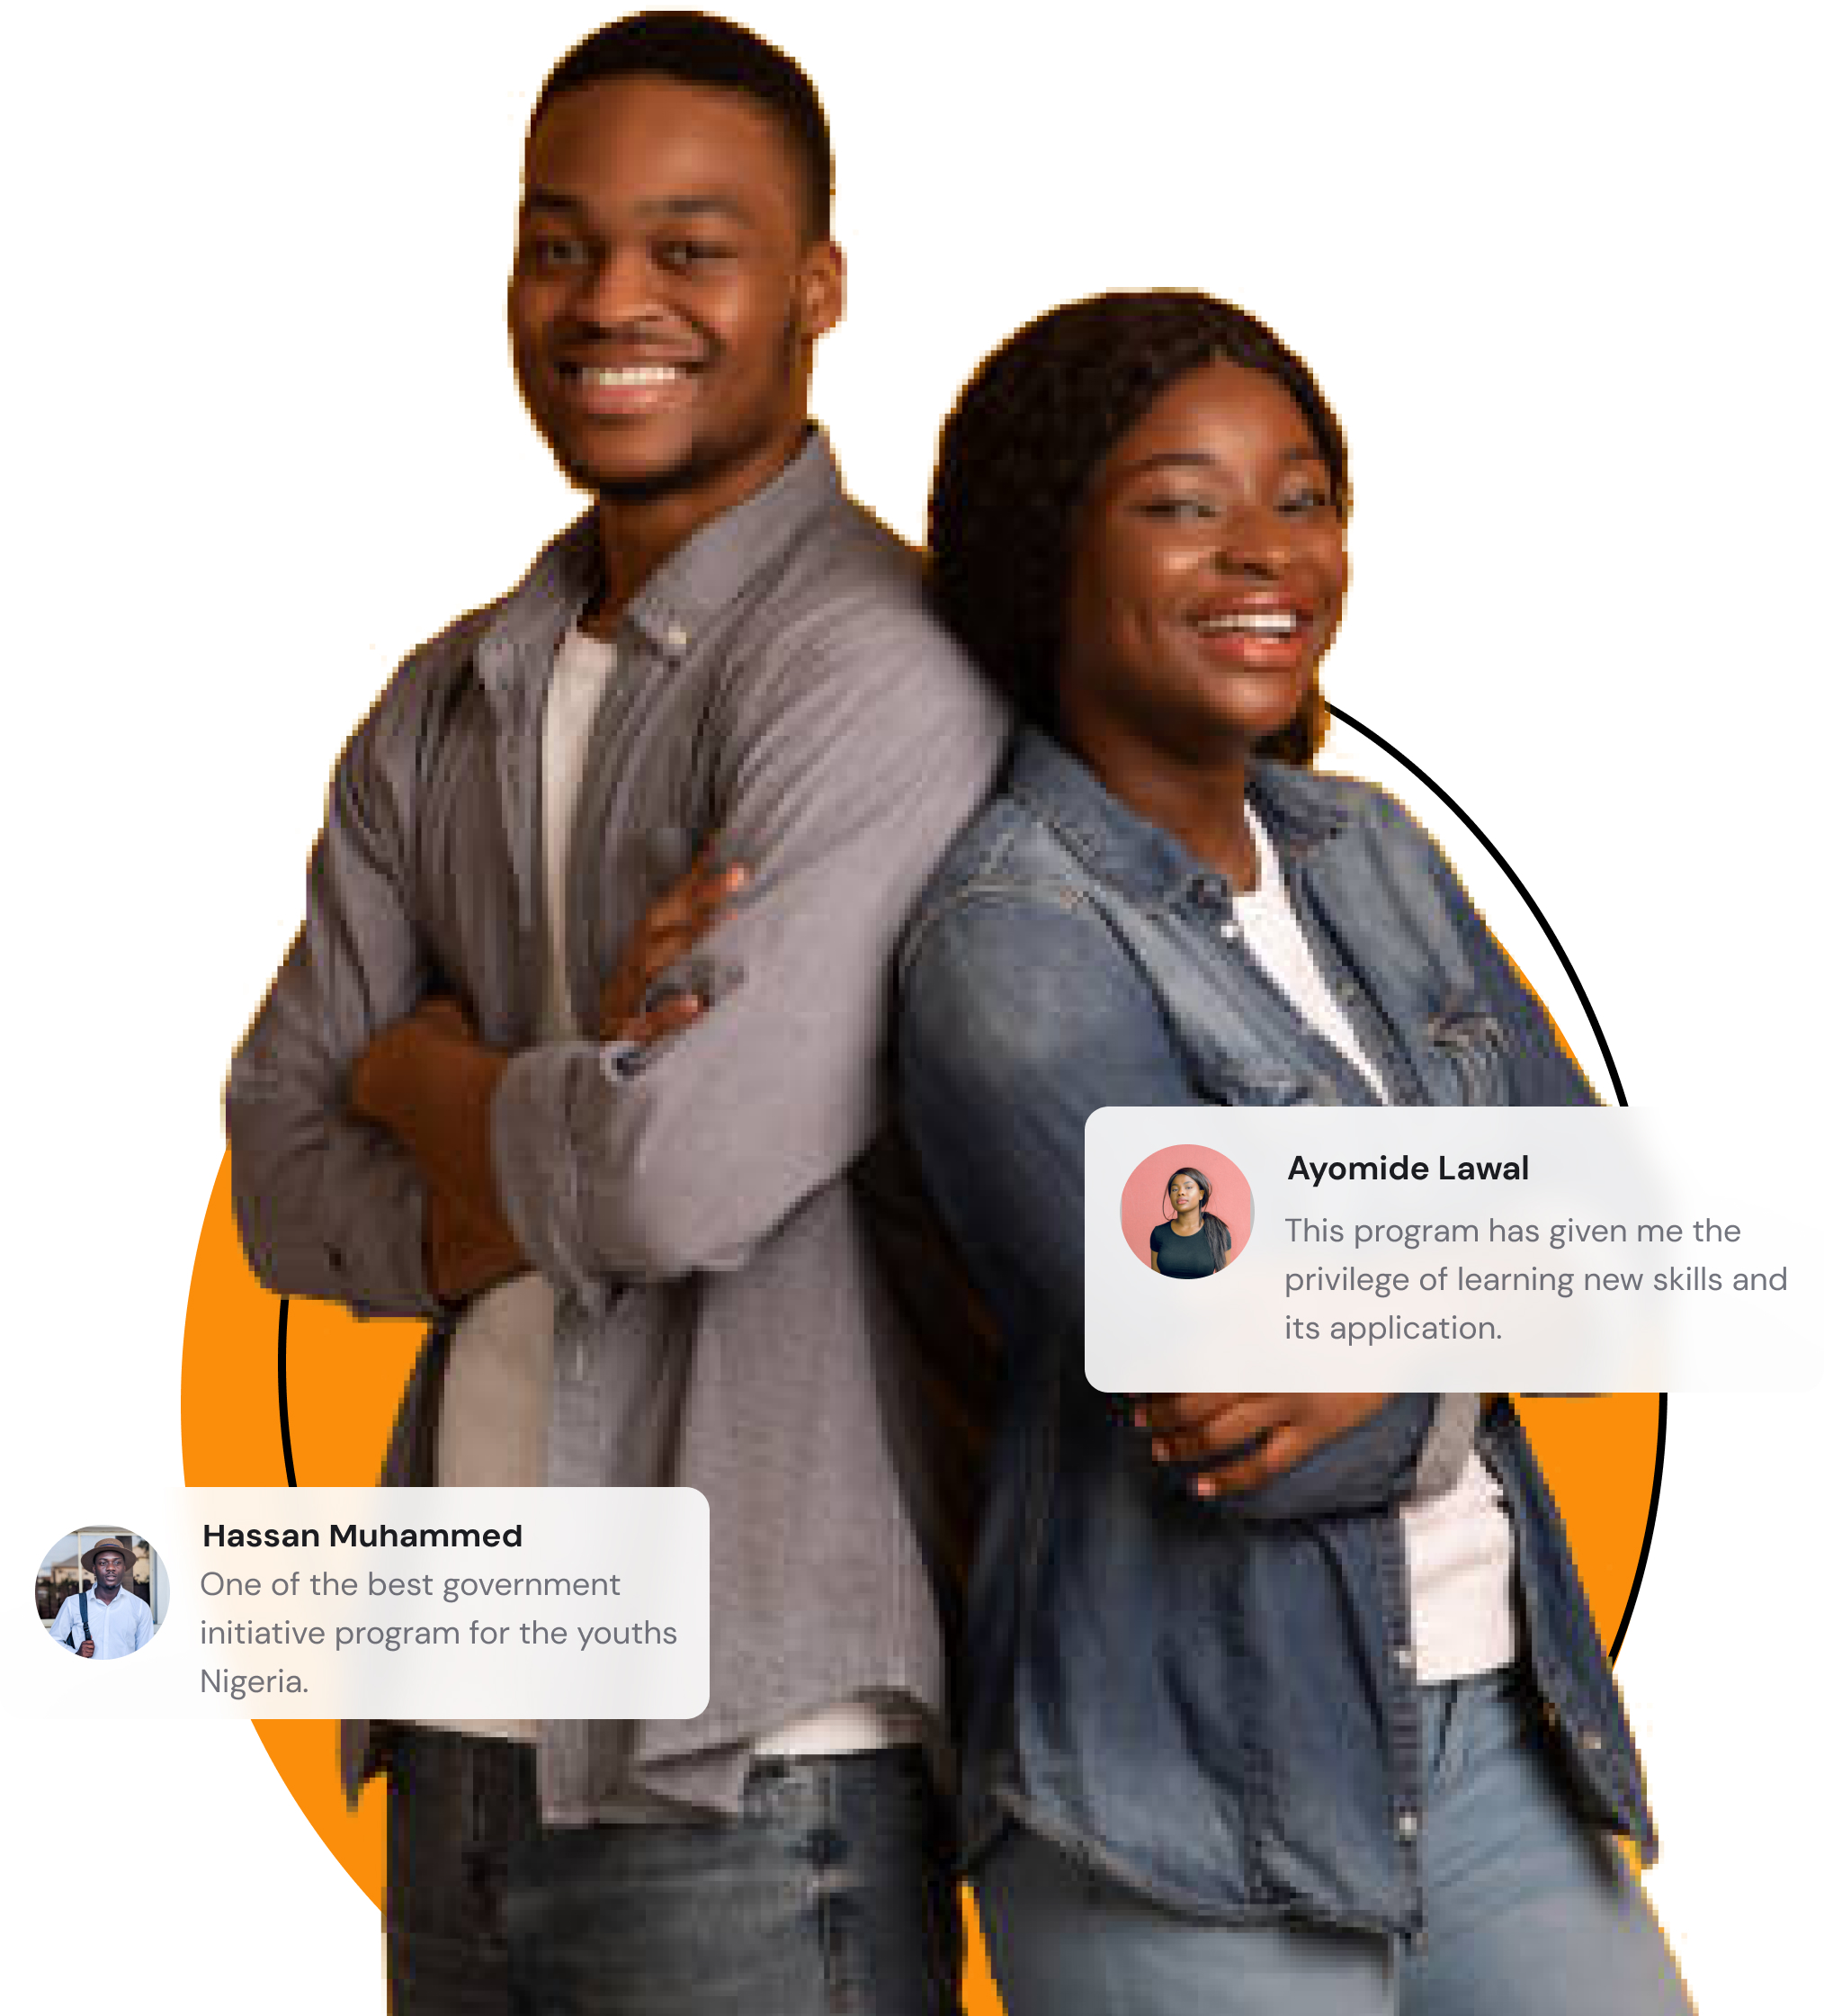 Ayomide Lawal
This program has given me the
privilege of learning new skills and
its application.
Hassan Muhammed
One of the best government
initiative program for the youths
Nigeria.